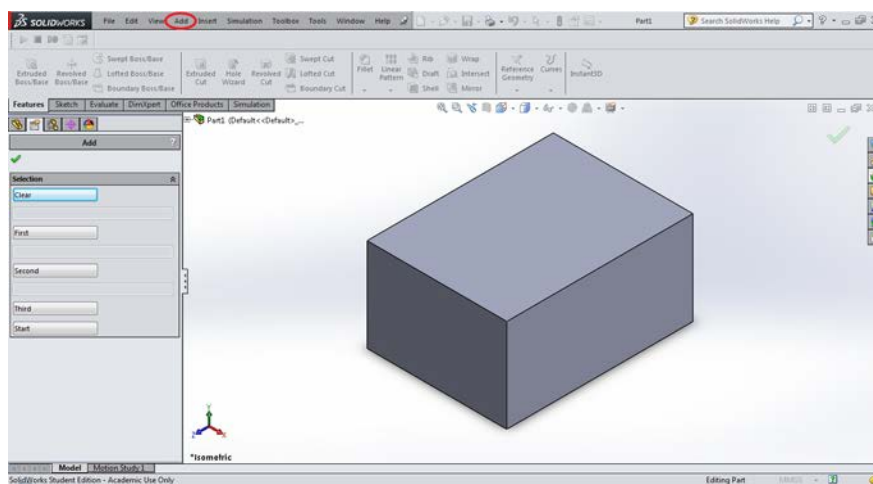 SOLIDWORKS File Edit View Add Insert Simulation Toolbox Tools Window Help Part1 Search SolidWorks Help
Extruded Boss/Base
Revolved Boss/Base
Swept Boss/Base
Lofted Boss/Base
Boundary Boss/Base
Extruded Cut
Hole Wizard
Revolved Cut
Swept Cut
Lofted Cut
Boundary Cut
Fillet
Linear Pattern
Rib
Draft
Shell
Wrap
Intersect
Mirror
Reference Geometry
Curves
Instant3D
Features Sketch Evaluate DimXpert Office Products Simulation
Part1 (Default<<Default>_...
Add ?
Selection
Clear
First
Second
Third
Start
*Isometric
Model Motion Study 1
SolidWorks Student Edition - Academic Use Only Editing Part MMGS